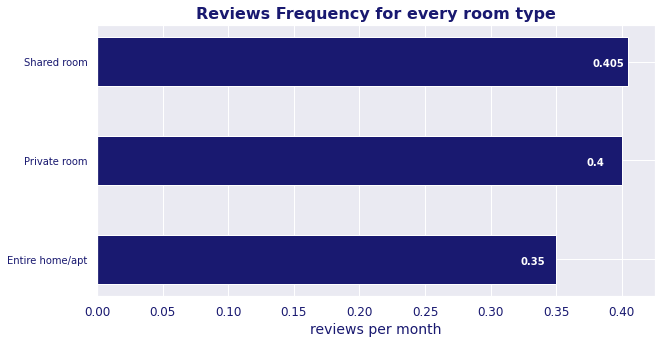 Reviews Frequency for every room type
Shared room
0.405
Private room
0.4
Entire home/apt
0.35
0.00 0.05 0.10 0.15 0.20 0.25 0.30 0.35 0.40
reviews per month